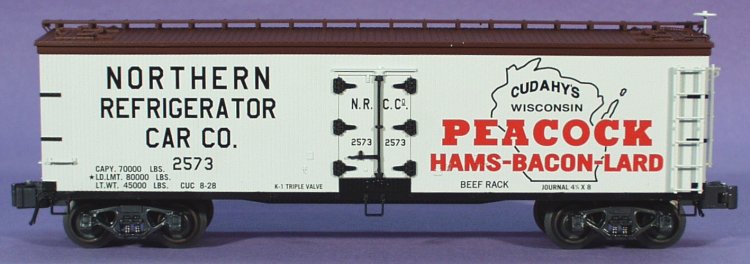 NORTHERN
REFRIGERATOR
CAR CO.
2573
CAPY. 70000 LBS.
★LD.LMT. 80000 LBS.
LT.WT. 45000 LBS. CUC 8-28
K-1 TRIPLE VALVE
N.R. C.Co.
2573 2573
CUDAHY'S
WISCONSIN
PEACOCK
HAMS-BACON-LARD
BEEF RACK
JOURNAL 4¼ X 8